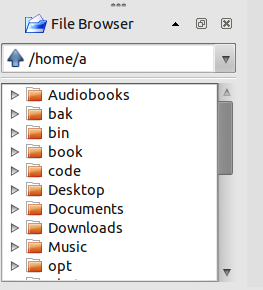 File Browser
/home/a
Audiobooks
bak
bin
book
code
Desktop
Documents
Downloads
Music
opt